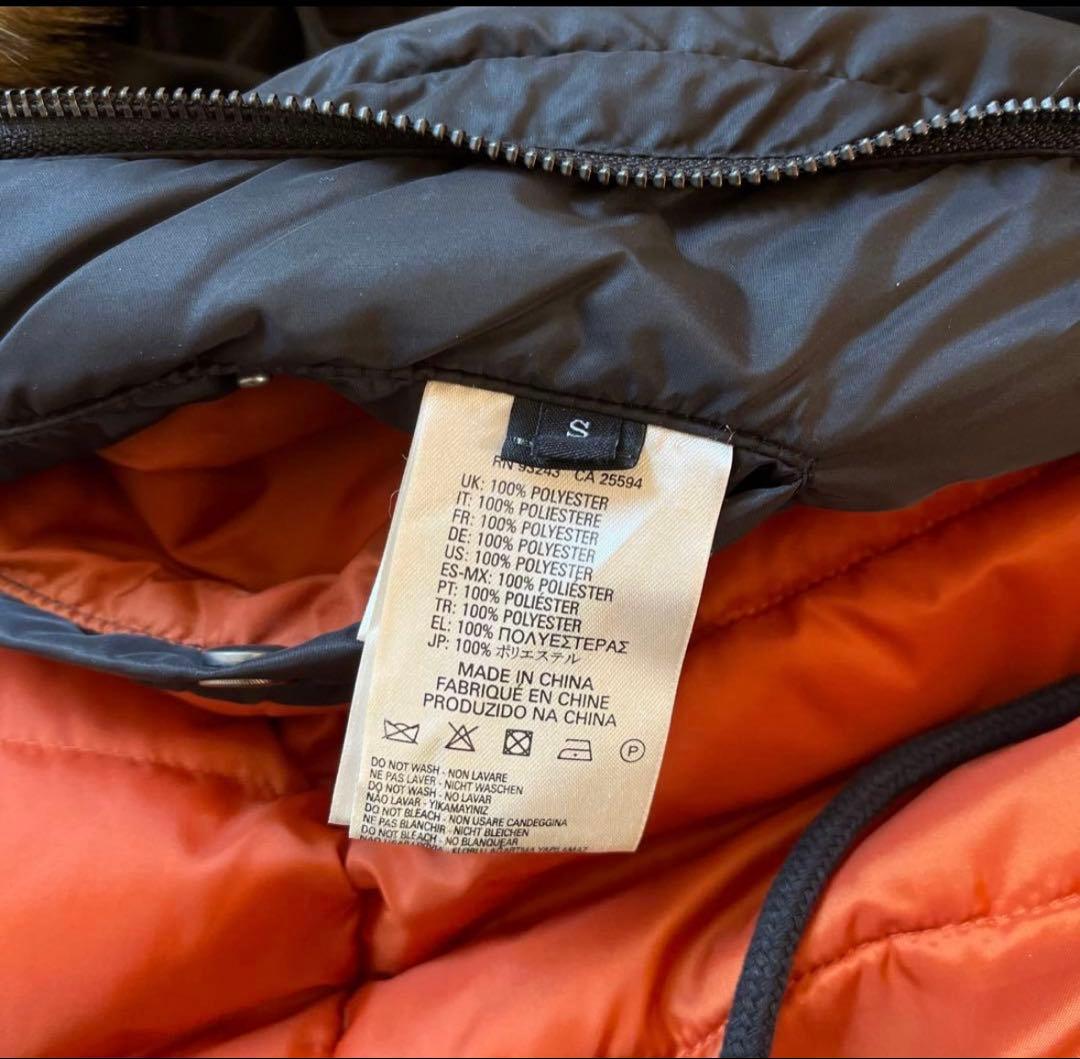 S
RN 93243 CA 25594
UK: 100% POLYESTER
IT: 100% POLIESTERE
FR: 100% POLYESTER
DE: 100% POLYESTER
US: 100% POLYESTER
ES-MX: 100% POLIÉSTER
PT: 100% POLIÉSTER
TR: 100% POLYESTER
EL: 100% ΠΟΛΥΕΣΤΕΡΑΣ
JP: 100% ポリエステル
MADE IN CHINA
FABRIQUÉ EN CHINE
PRODUZIDO NA CHINA
P
DO NOT WASH - NON LAVARE
NE PAS LAVER - NICHT WASCHEN
DO NOT WASH - NO LAVAR
NÃO LAVAR - YIKAMAYINIZ
DO NOT BLEACH - NON USARE CANDEGGINA
NE PAS BLANCHIR - NICHT BLEICHEN
DO NOT BLEACH - NO BLANQUEAR